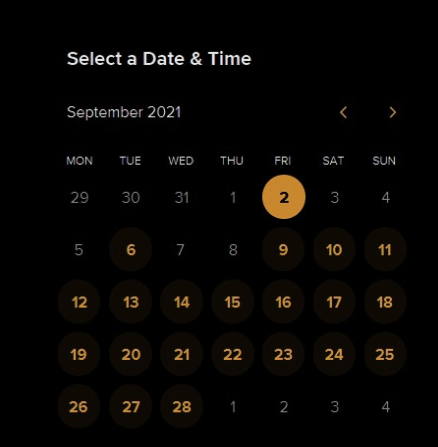 Select a Date & Time
September 2021
MON TUE WED THU FRI SAT SUN
29 30 31 1 2 3 4
5 6 7 8 9 10 11
12 13 14 15 16 17 18
19 20 21 22 23 24 25
26 27 28 1 2 3 4